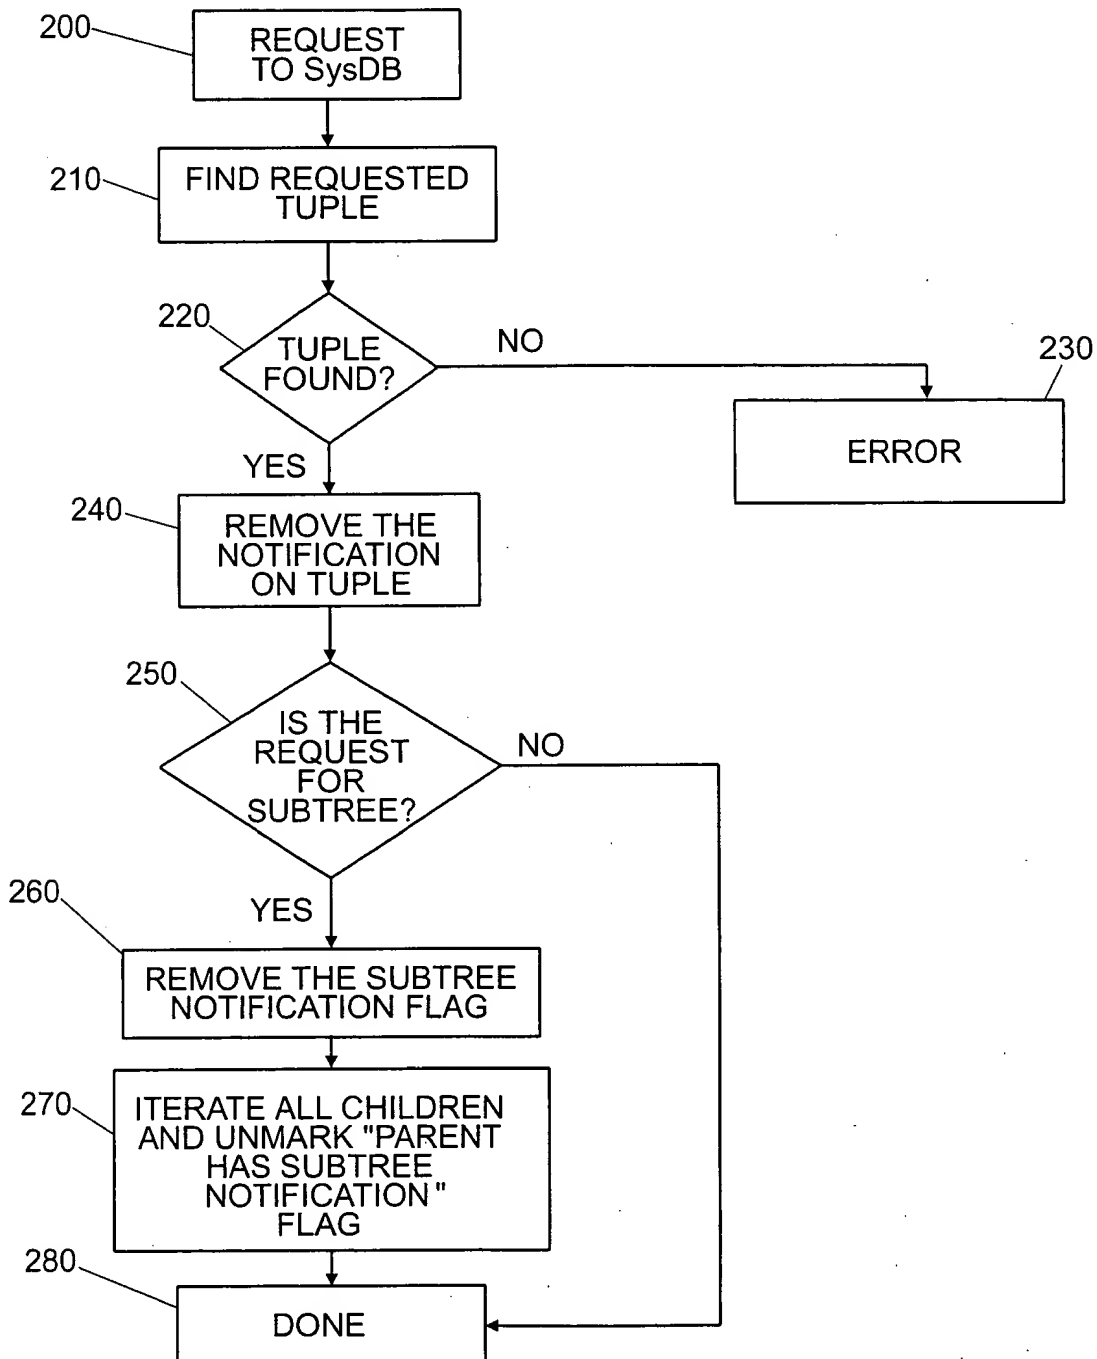 200
REQUEST
TO SysDB
210
FIND REQUESTED
TUPLE
220
TUPLE
FOUND?
NO
230
ERROR
YES
240
REMOVE THE
NOTIFICATION
ON TUPLE
250
IS THE
REQUEST
FOR
SUBTREE?
NO
260
YES
REMOVE THE SUBTREE
NOTIFICATION FLAG
270
ITERATE ALL CHILDREN
AND UNMARK "PARENT
HAS SUBTREE
NOTIFICATION"
FLAG
280
DONE